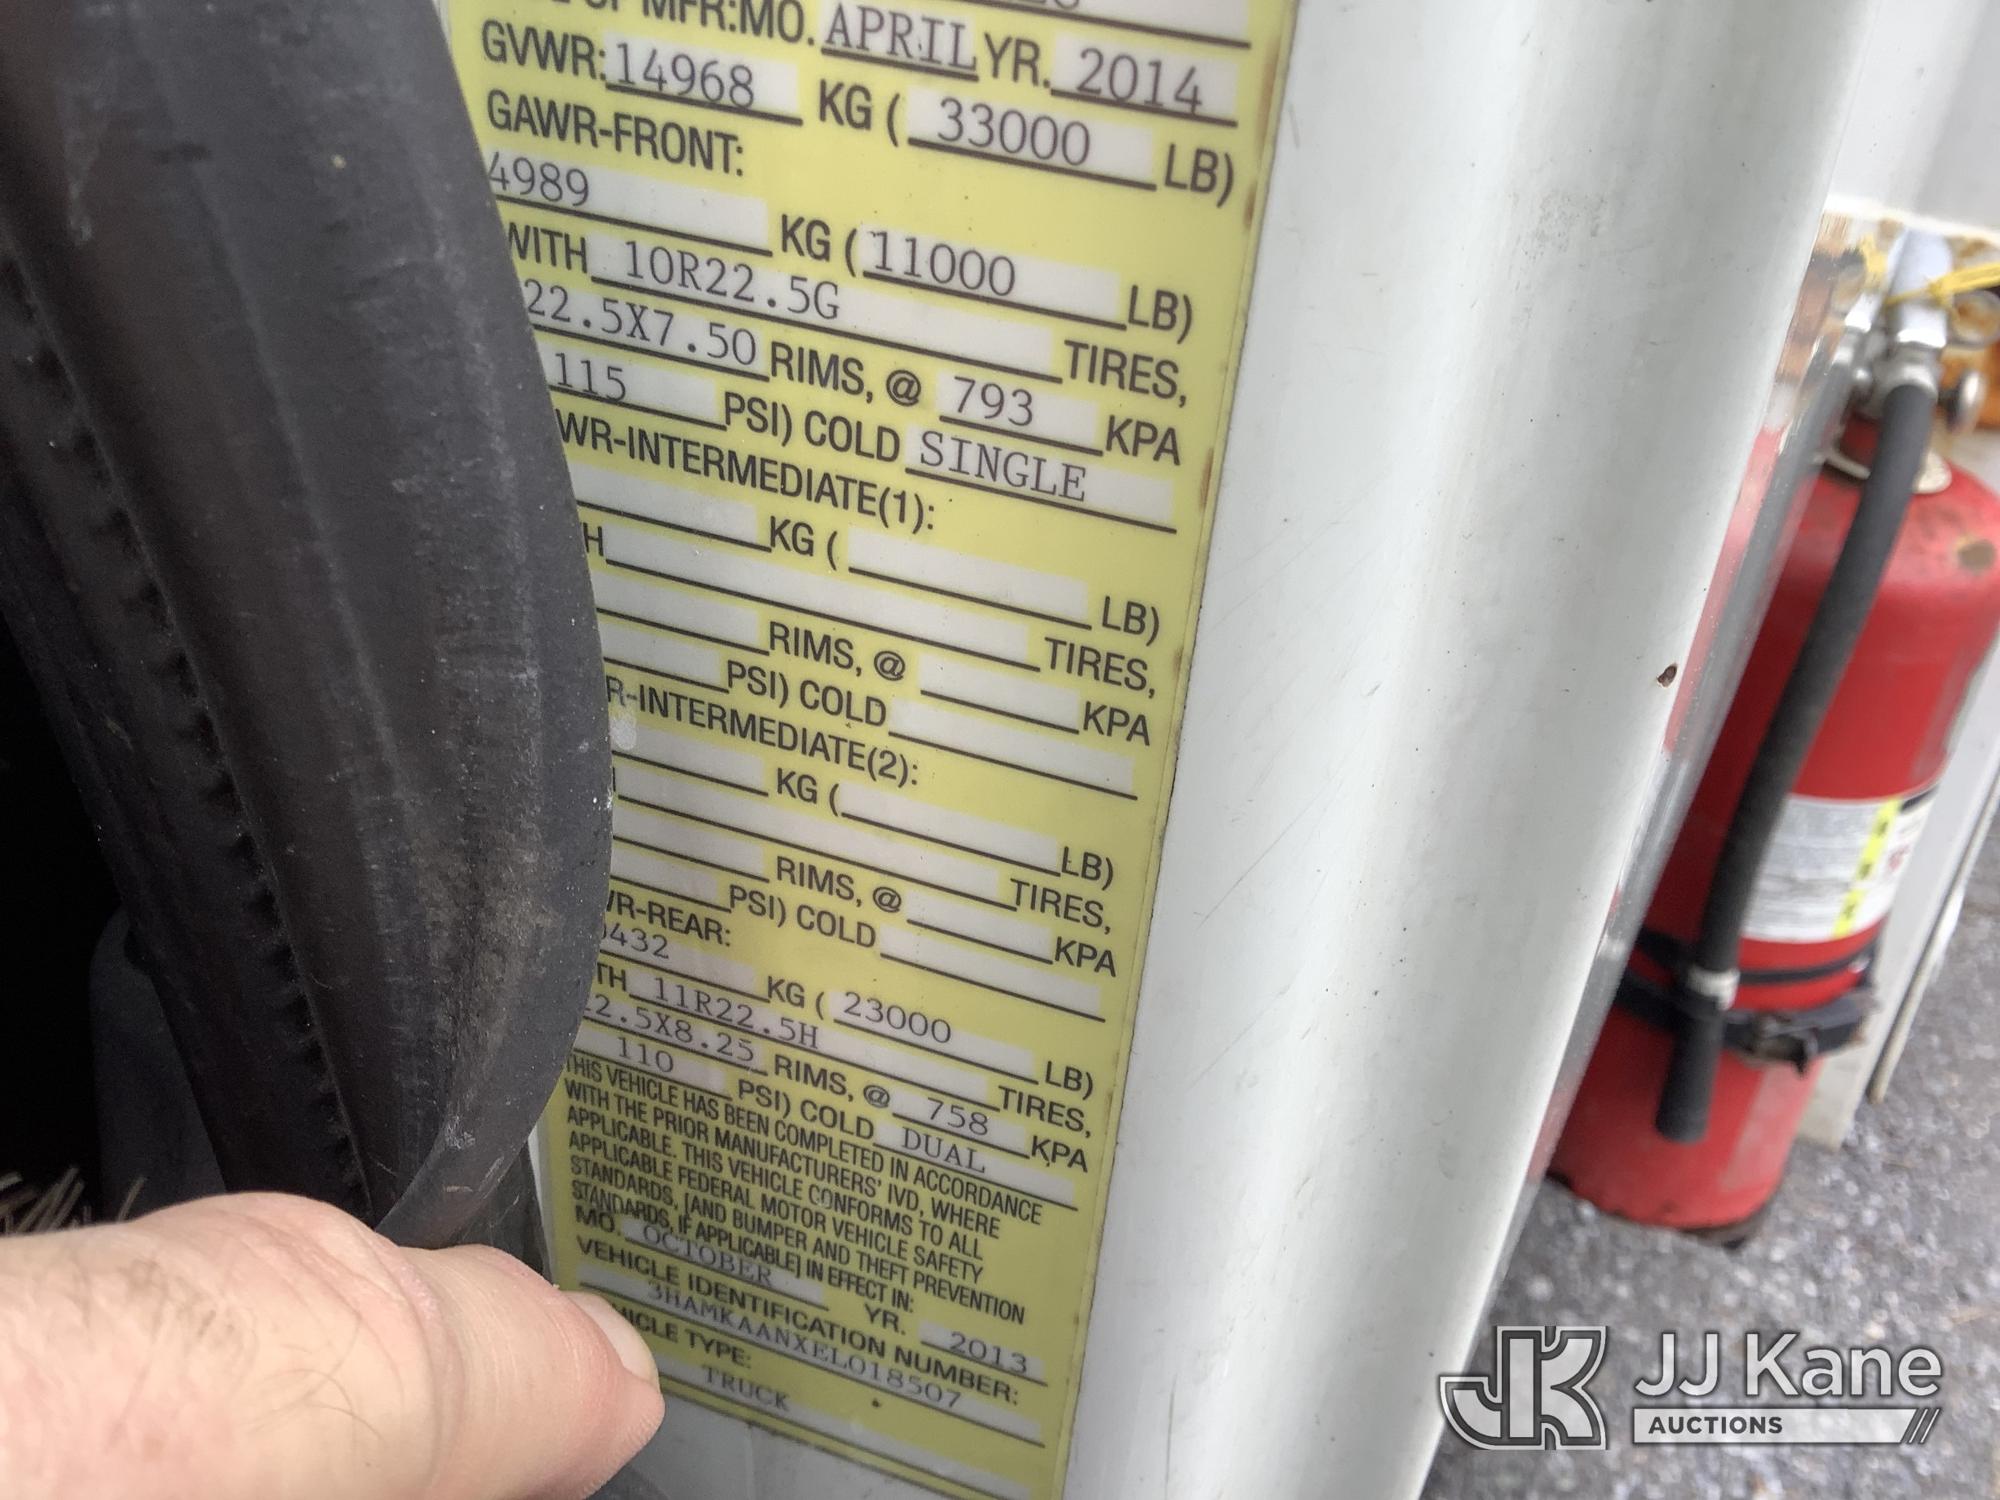 MFR:MO. APRIL YR. 2014
GVWR: 14968 KG ( 33000 LB)
GAWR-FRONT:
4989 KG ( 11000 LB)
WITH 10R22.5G TIRES,
22.5X7.50 RIMS, @ 793 KPA
115 PSI) COLD SINGLE
WR-INTERMEDIATE(1):
KG ( LB)
H TIRES,
RIMS, @ KPA
PSI) COLD
R-INTERMEDIATE(2):
KG ( LB)
TIRES,
RIMS, @ KPA
PSI) COLD
WR-REAR:
0432 KG ( 23000 LB)
TH 11R22.5H TIRES,
22.5X8.25 RIMS, @ 758 KPA
110 PSI) COLD DUAL
THIS VEHICLE HAS BEEN COMPLETED IN ACCORDANCE
WITH THE PRIOR MANUFACTURERS' IVD, WHERE
APPLICABLE. THIS VEHICLE CONFORMS TO ALL
APPLICABLE FEDERAL MOTOR VEHICLE SAFETY
STANDARDS, [AND BUMPER AND THEFT PREVENTION
STANDARDS, IF APPLICABLE] IN EFFECT IN:
MO. OCTOBER YR. 2013
VEHICLE IDENTIFICATION NUMBER:
3HAMKAANXEL018507
HICLE TYPE:
TRUCK
JJ Kane
AUCTIONS